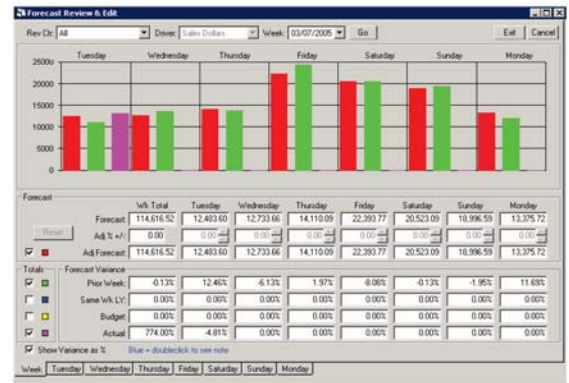 Forecast Review & Edit
Rev Ctr: All Driver: Sales Dollars Week: 03/07/2005 Go Exit Cancel
Tuesday Wednesday Thursday Friday Saturday Sunday Monday
25000
20000
15000
10000
5000
0
Forecast
Wk Total Tuesday Wednesday Thursday Friday Saturday Sunday Monday
Forecast: 114,616.52 12,483.60 12,733.66 14,110.09 22,393.77 20,523.09 18,996.59 13,375.72
Reset Adj % +/-: 0.00 0.00 0.00 0.00 0.00 0.00 0.00 0.00
Adj Forecast: 114,616.52 12,483.60 12,733.66 14,110.09 22,393.77 20,523.09 18,996.59 13,375.72
Totals Forecast Variance
Prior Week: -0.13% 12.46% -6.13% 1.97% -8.08% -0.13% -1.95% 11.69%
Same Wk LY: 0.00% 0.00% 0.00% 0.00% 0.00% 0.00% 0.00% 0.00%
Budget: 0.00% 0.00% 0.00% 0.00% 0.00% 0.00% 0.00% 0.00%
Actual: 774.00% -4.81% 0.00% 0.00% 0.00% 0.00% 0.00% 0.00%
Show Variance as % Blue = doubleclick to see note
Week Tuesday Wednesday Thursday Friday Saturday Sunday Monday